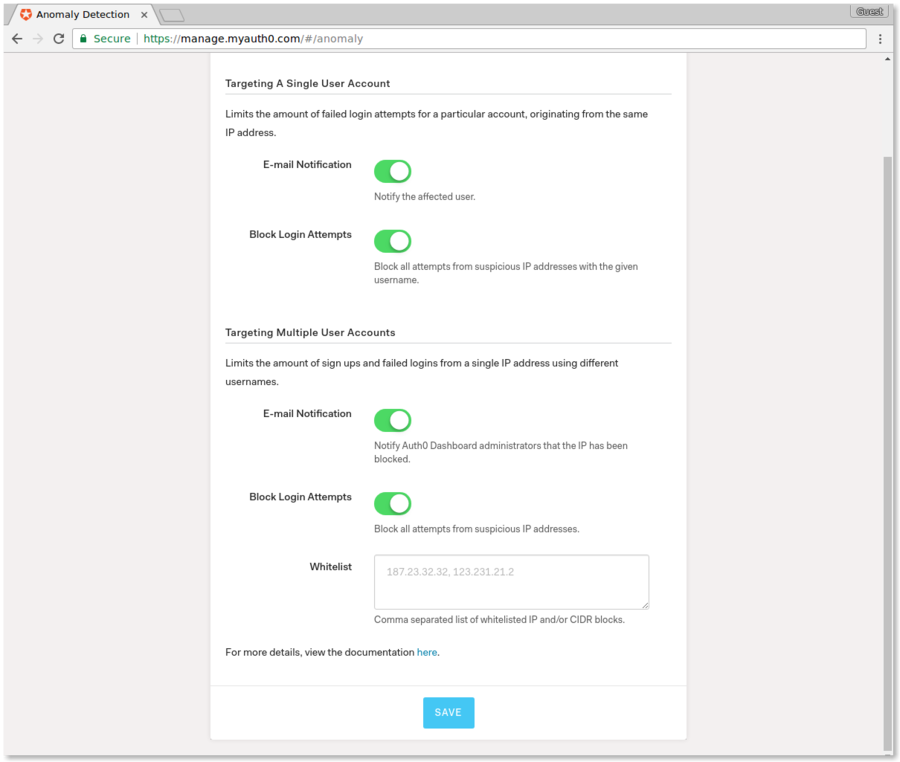 Anomaly Detection
Guest
Secure
https://manage.myauth0.com/#/anomaly
Targeting A Single User Account
Limits the amount of failed login attempts for a particular account, originating from the same
IP address.
E-mail Notification
Notify the affected user.
Block Login Attempts
Block all attempts from suspicious IP addresses with the given
username.
Targeting Multiple User Accounts
Limits the amount of sign ups and failed logins from a single IP address using different
usernames.
E-mail Notification
Notify Auth0 Dashboard administrators that the IP has been
blocked.
Block Login Attempts
Block all attempts from suspicious IP addresses.
Whitelist
187.23.32.32, 123.231.21.2
Comma separated list of whitelisted IP and/or CIDR blocks.
For more details, view the documentation here.
SAVE